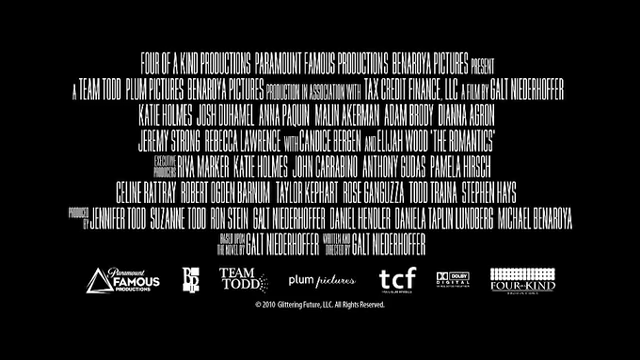 FOUR OF A KIND PRODUCTIONS PARAMOUNT FAMOUS PRODUCTIONS BENAROYA PICTURES PRESENT
A TEAM TODD PLUM PICTURES BENAROYA PICTURES PRODUCTION IN ASSOCIATION WITH TAX CREDIT FINANCE, LLC A FILM BY GALT NIEDERHOFFER
KATIE HOLMES JOSH DUHAMEL ANNA PAQUIN MALIN AKERMAN ADAM BRODY DIANNA AGRON
JEREMY STRONG REBECCA LAWRENCE WITH CANDICE BERGEN AND ELIJAH WOOD 'THE ROMANTICS'
EXECUTIVE PRODUCERS RIVA MARKER KATIE HOLMES JOHN CARRABINO ANTHONY GUDAS PAMELA HIRSCH
CELINE RATTRAY ROBERT OGDEN BARNUM TAYLOR KEPHART ROSE GANGUZZA TODD TRAINA STEPHEN HAYS
PRODUCED BY JENNIFER TODD SUZANNE TODD RON STEIN GALT NIEDERHOFFER DANIEL HENDLER DANIELA TAPLIN LUNDBERG MICHAEL BENAROYA
BASED UPON THE NOVEL BY GALT NIEDERHOFFER WRITTEN AND DIRECTED BY GALT NIEDERHOFFER
Paramount FAMOUS PRODUCTIONS TEAM TODD plum pictures tcf DOLBY DIGITAL FOUR of a KIND
© 2010 Glittering Future, LLC. All Rights Reserved.